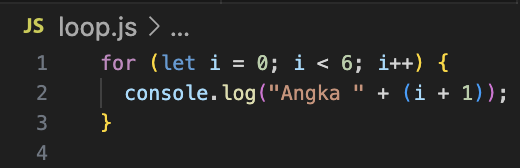 JS loop.js > ...
1 for (let i = 0; i < 6; i++) {
2 console.log("Angka " + (i + 1));
3 }
4